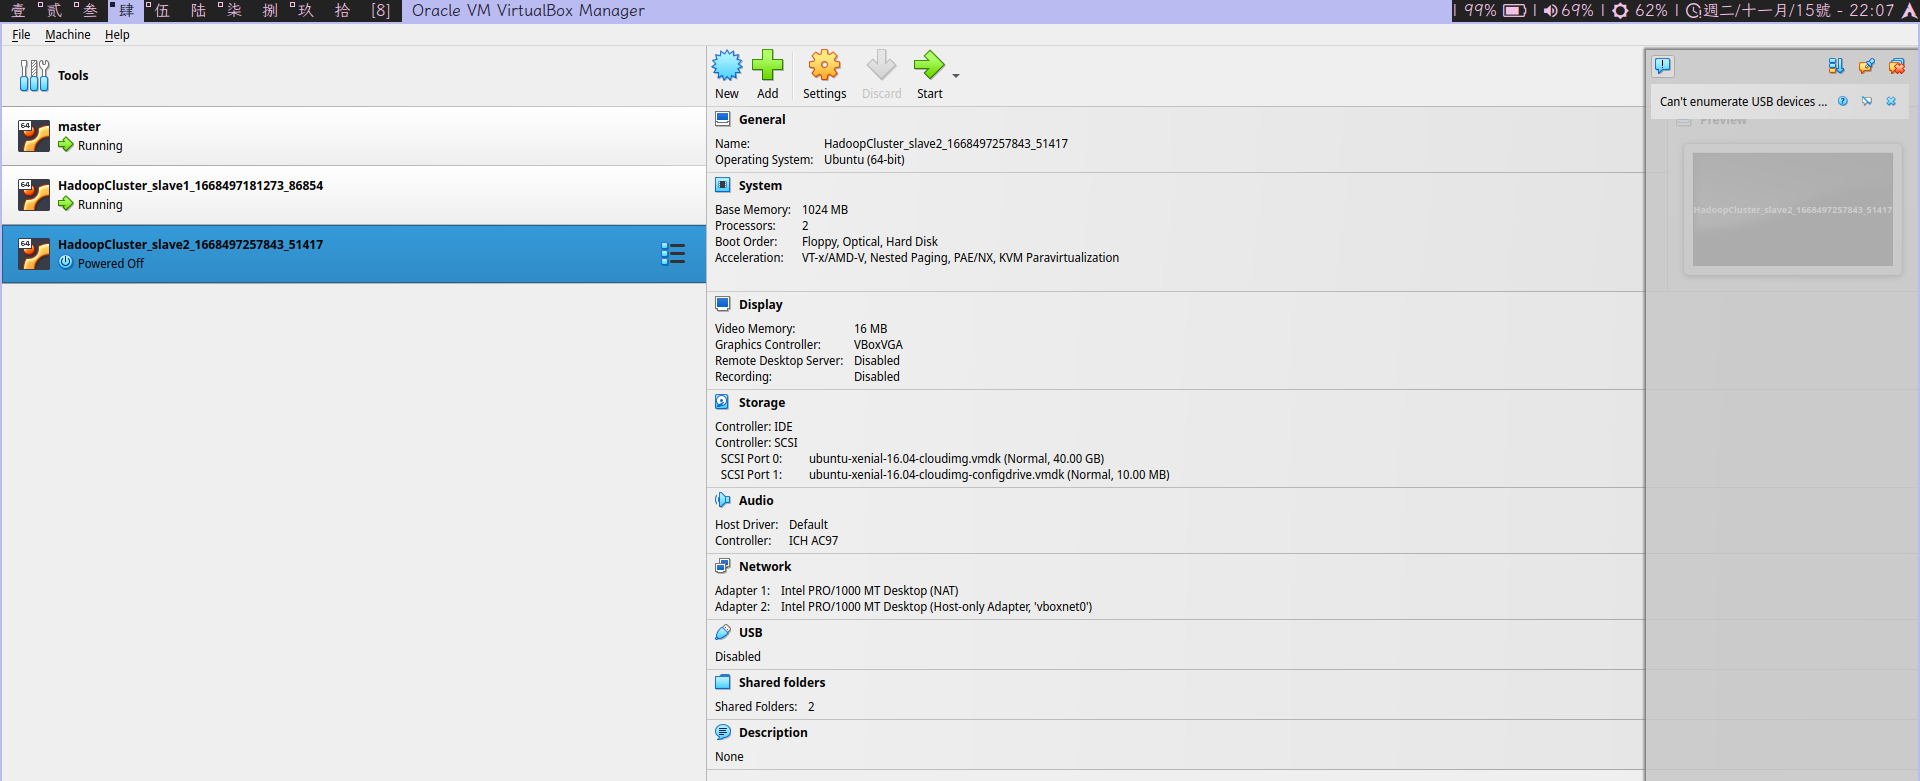 壹 貳 叁 肆 伍 陸 柒 捌 玖 拾 [8] Oracle VM VirtualBox Manager | 99% | 69% | 62% | 週二/十一月/15號 - 22:07
File Machine Help
Tools
64 master
Running
64 HadoopCluster_slave1_1668497181273_86854
Running
64 HadoopCluster_slave2_1668497257843_51417
Powered Off
New Add Settings Discard Start
General
Name: HadoopCluster_slave2_1668497257843_51417
Operating System: Ubuntu (64-bit)
System
Base Memory: 1024 MB
Processors: 2
Boot Order: Floppy, Optical, Hard Disk
Acceleration: VT-x/AMD-V, Nested Paging, PAE/NX, KVM Paravirtualization
Display
Video Memory: 16 MB
Graphics Controller: VBoxVGA
Remote Desktop Server: Disabled
Recording: Disabled
Storage
Controller: IDE
Controller: SCSI
SCSI Port 0: ubuntu-xenial-16.04-cloudimg.vmdk (Normal, 40.00 GB)
SCSI Port 1: ubuntu-xenial-16.04-cloudimg-configdrive.vmdk (Normal, 10.00 MB)
Audio
Host Driver: Default
Controller: ICH AC97
Network
Adapter 1: Intel PRO/1000 MT Desktop (NAT)
Adapter 2: Intel PRO/1000 MT Desktop (Host-only Adapter, 'vboxnet0')
USB
Disabled
Shared folders
Shared Folders: 2
Description
None
Can't enumerate USB devices ...
Preview
HadoopCluster_slave2_1668497257843_51417